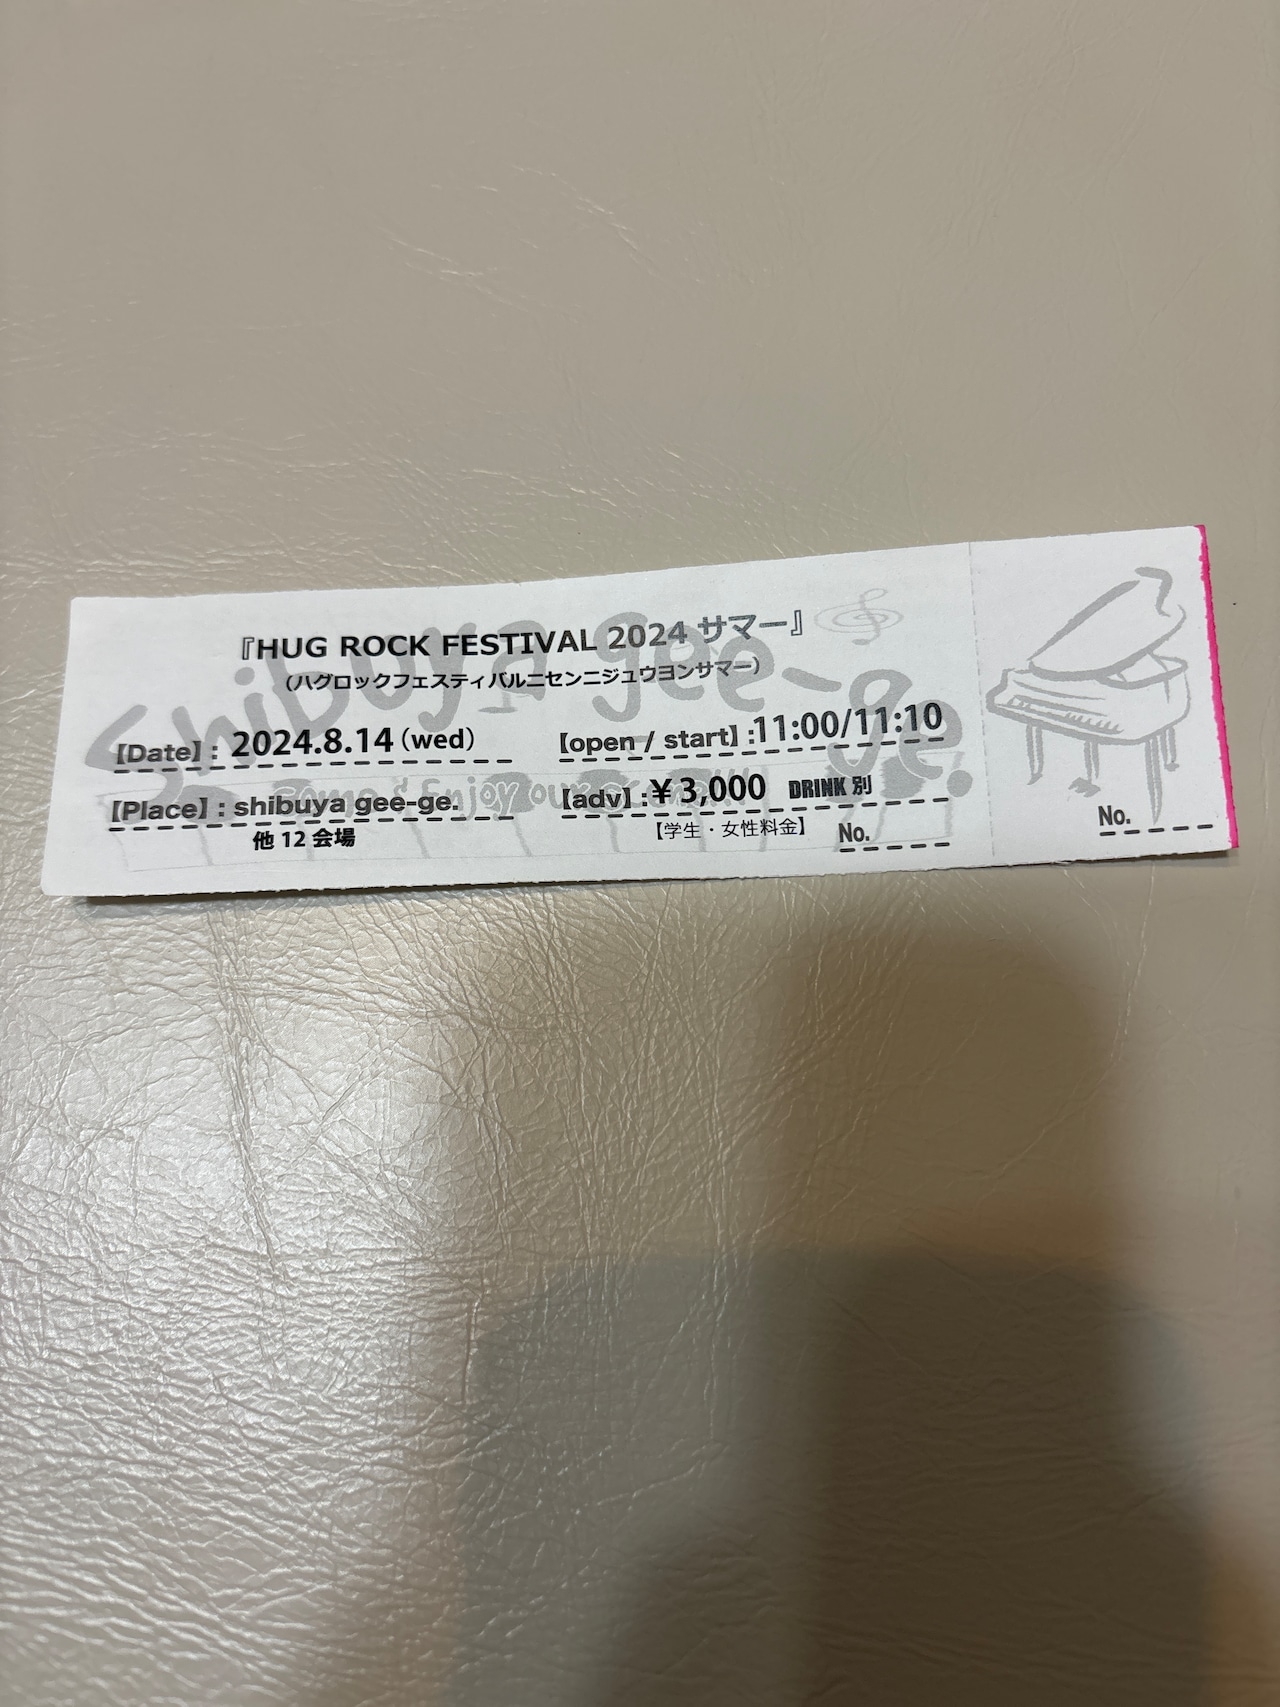 『HUG ROCK FESTIVAL 2024 サマー』
（ハグロックフェスティバルニセンニジュウヨンサマー）
【Date】: 2024.8.14（wed）
【open / start】:11:00/11:10
【Place】: shibuya gee-ge.
他 12 会場
【adv】:￥3,000 DRINK 別
【学生・女性料金】
No.
No.
Shibuya gee-ge.
Come & Enjoy our